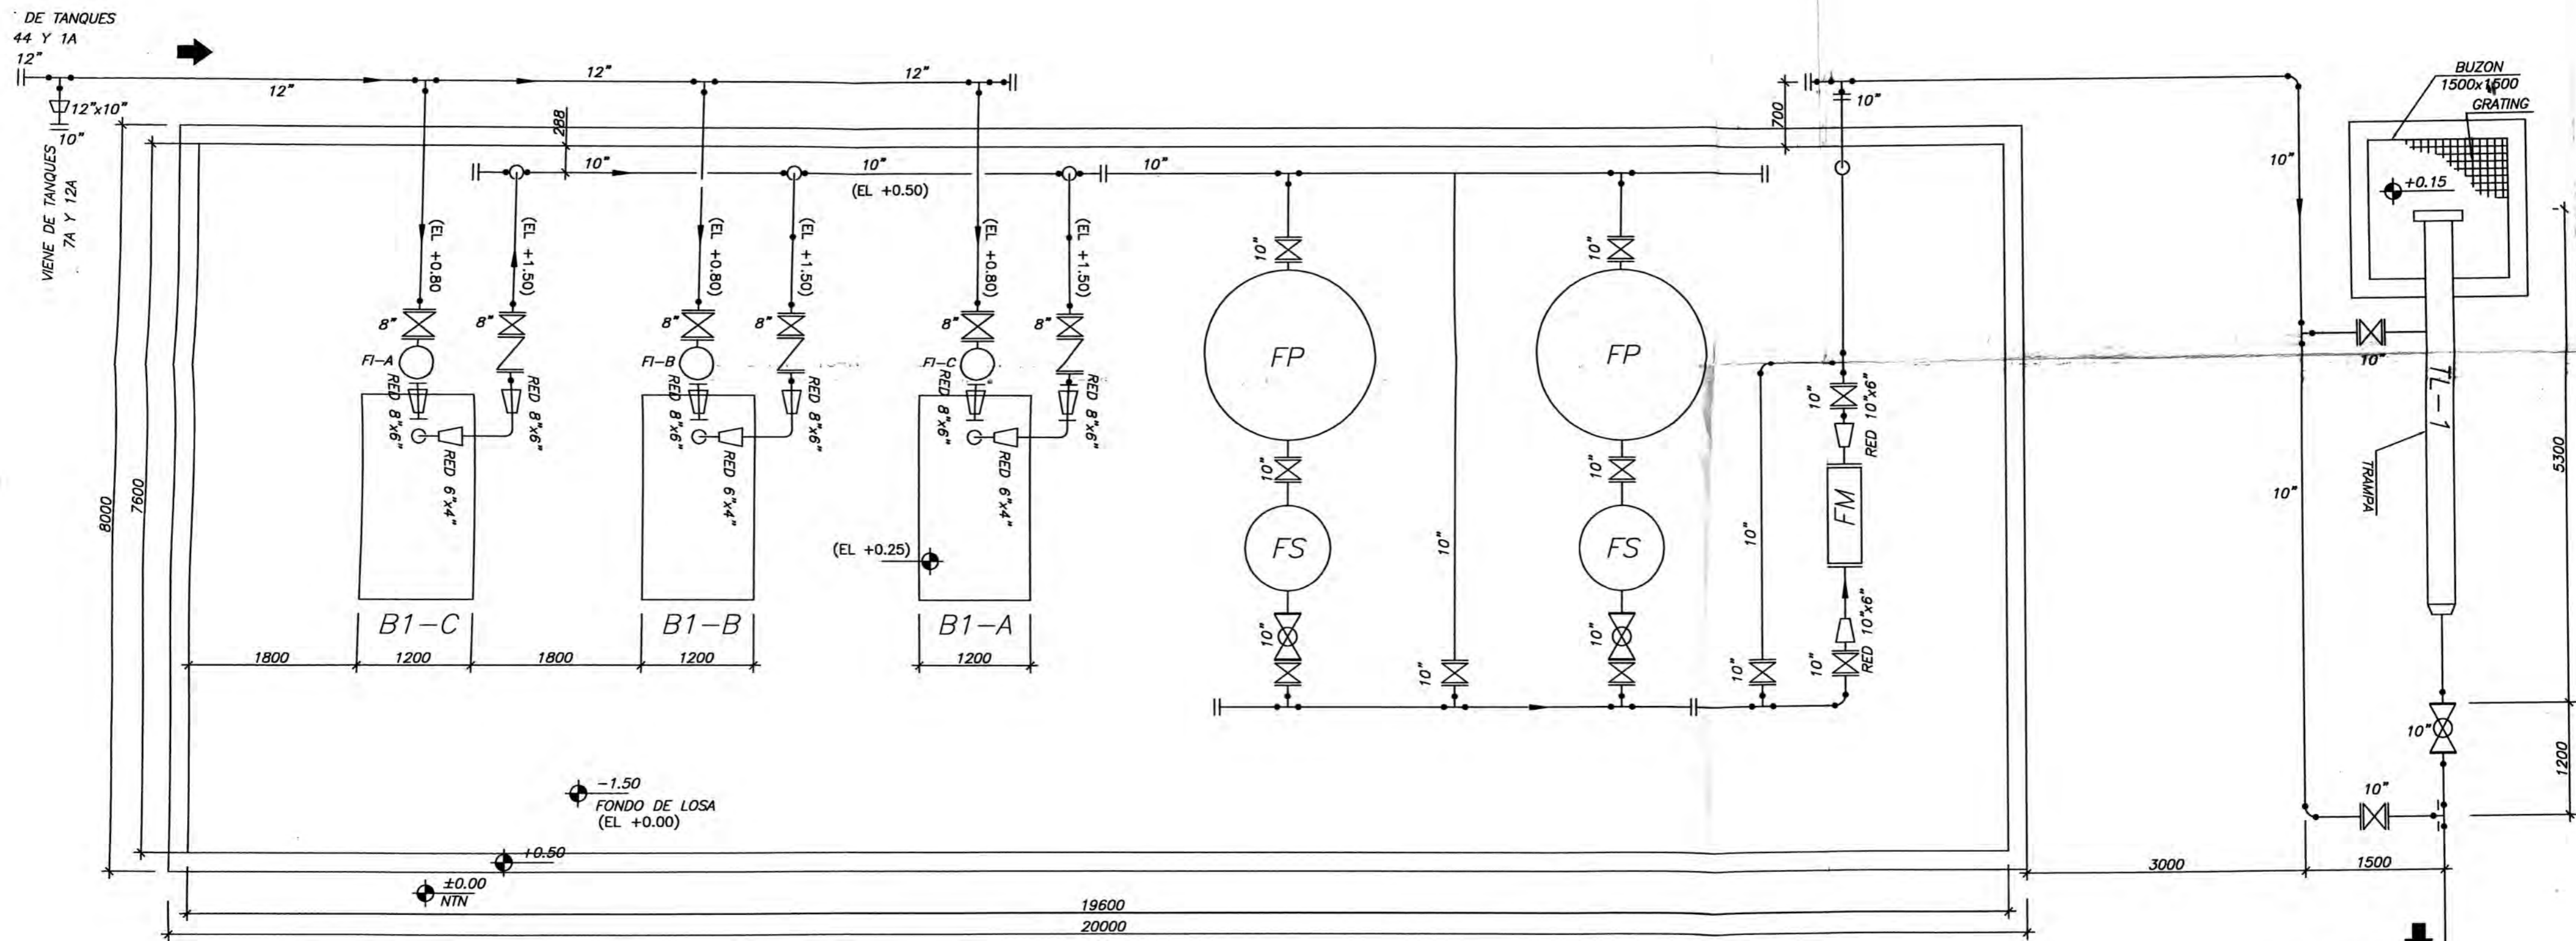 DE TANQUES
44 Y 1A
12"
12"
12"
12"
12"x10"
10"
VIENE DE TANQUES
7A Y 12A
288
700
10"
10"
10"
10"
(EL +0.50)
(EL +0.80
(EL +1.50)
(EL +0.80)
(EL +1.50)
(EL +0.80)
(EL +1.50)
8"
8"
8"
8"
8"
8"
FI-A
FI-B
FI-C
RED 8"x6"
RED 8"x6"
RED 6"x4"
RED 8"x6"
RED 8"x6"
RED 6"x4"
RED 8"x6"
RED 8"x6"
RED 6"x4"
(EL +0.25)
B1-C
B1-B
B1-A
1800
1200
1800
1200
1200
8000
7600
10"
10"
FP
FP
10"
10"
FS
FS
10"
10"
10"
10"
10"
10"
10"
RED 10"x6"
FM
10"
RED 10"x6"
BUZON
1500x1500
GRATING
+0.15
10"
10"
10"
TL-1
TRAMPA
5300
10"
1200
10"
-1.50
FONDO DE LOSA
(EL +0.00)
+0.50
±0.00
NTN
3000
1500
19600
20000